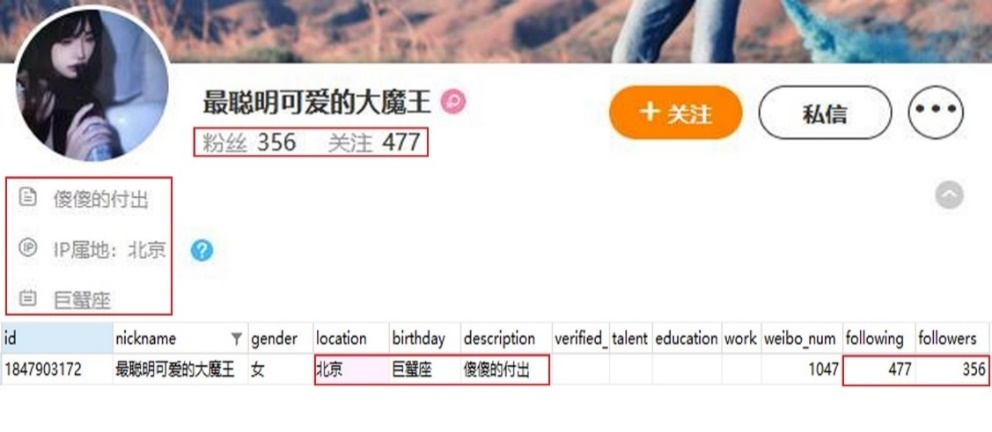 最聪明可爱的大魔王
粉丝 356 关注 477
+ 关注
私信
傻傻的付出
IP IP属地：北京
?
巨蟹座
id nickname gender location birthday description verified_ talent education work weibo_num following followers
1847903172 最聪明可爱的大魔王 女 北京 巨蟹座 傻傻的付出 1047 477 356